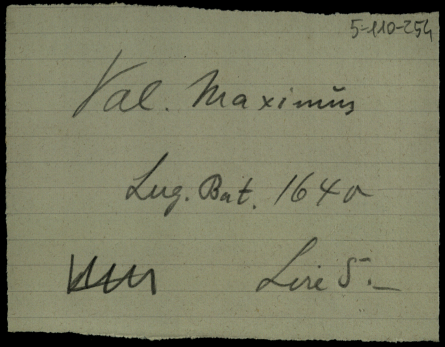 5-110-254
Val. Maximus
Lug. Bat. 1640
Lire 5.—